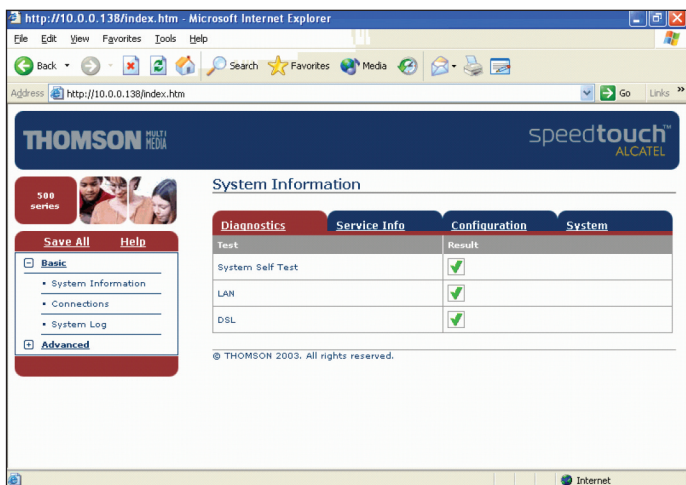 http://10.0.0.138/index.htm - Microsoft Internet Explorer
File Edit View Favorites Tools Help
Back Search Favorites Media
Address http://10.0.0.138/index.htm Go Links »
THOMSON MULTI MEDIA
speedtouch™
ALCATEL
500 series
System Information
Diagnostics Service Info Configuration System
Save All Help
Test Result
Basic
System Self Test
System Information
LAN
Connections
DSL
System Log
Advanced
© THOMSON 2003. All rights reserved.
Internet